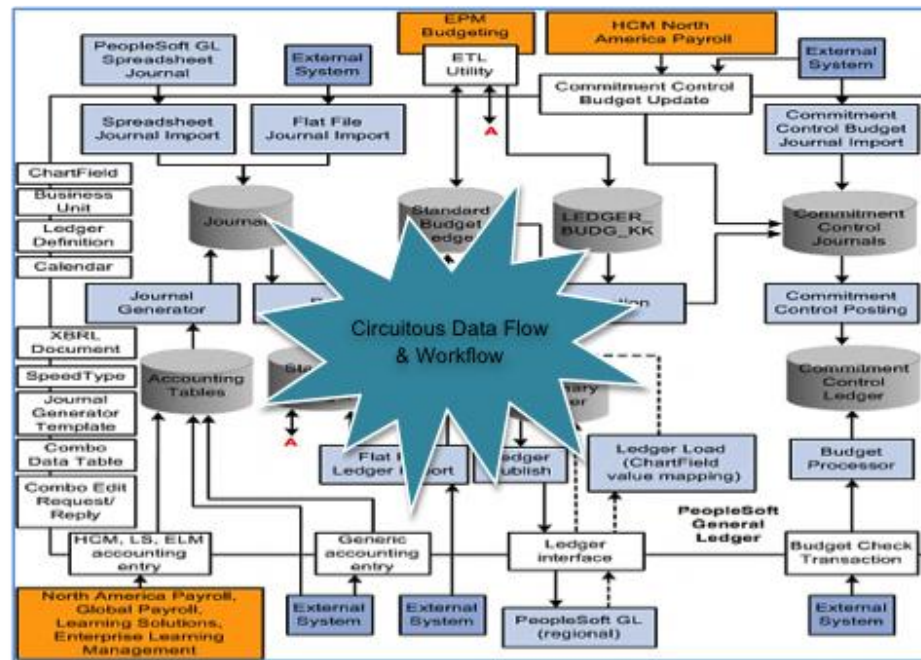 PeopleSoft GL
Spreadsheet
Journal
External
System
EPM
Budgeting
ETL
Utility
HCM North
America Payroll
External
System
Commitment Control
Budget Update
Spreadsheet
Journal Import
Flat File
Journal Import
A
Commitment
Control Budget
Journal Import
ChartField
Business
Unit
Ledger
Definition
Calendar
Journal
Standard
Budget
LEDGER_
BUDG_KK
Commitment
Control
Journals
Journal
Generator
Commitment
Control Posting
Circuitous Data Flow
& Workflow
XBRL
Document
SpeedType
Journal
Generator
Template
Combo
Data Table
Combo Edit
Request/
Reply
Accounting
Tables
A
Commitment
Control
Ledger
Flat
Ledger
Publish
Ledger Load
(ChartField
value mapping)
Budget
Processor
PeopleSoft
General
Ledger
HCM, LS, ELM
accounting
entry
Generic
accounting
entry
Ledger
interface
Budget Check
Transaction
North America Payroll,
Global Payroll,
Learning Solutions,
Enterprise Learning
Management
External
System
External
System
PeopleSoft GL
(regional)
External
System